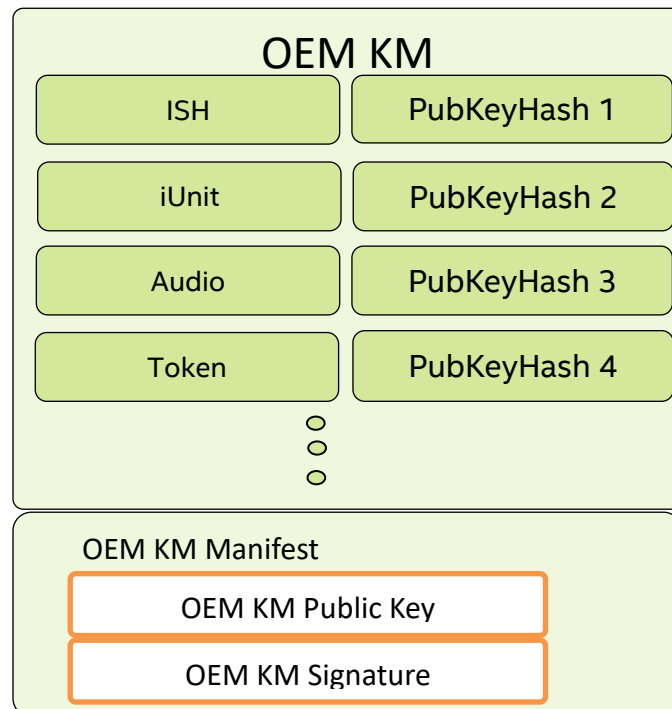 OEM KM
ISH PubKeyHash 1
iUnit PubKeyHash 2
Audio PubKeyHash 3
Token PubKeyHash 4
OEM KM Manifest
OEM KM Public Key
OEM KM Signature